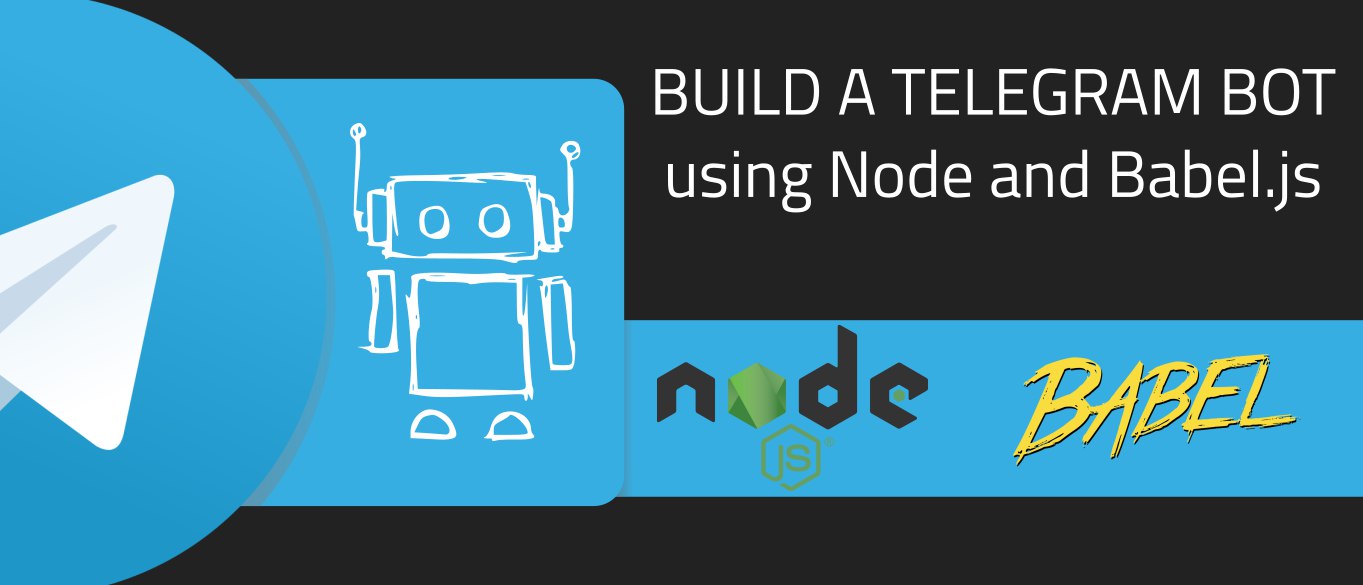 BUILD A TELEGRAM BOT
using Node and Babel.js
node
JS®
BABEL